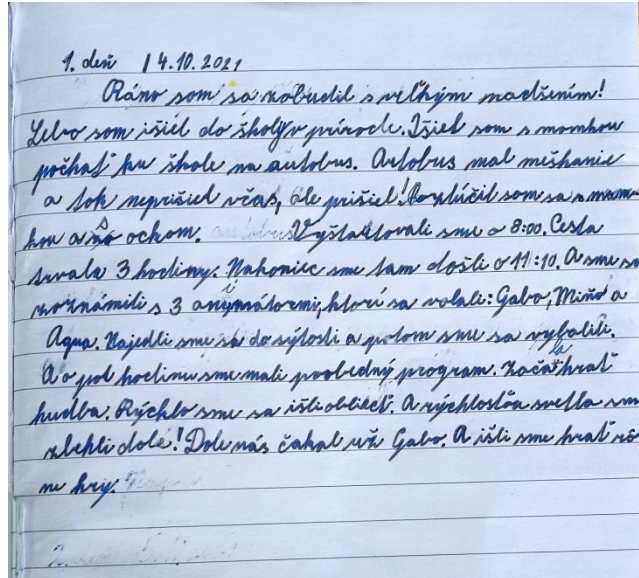 1. deň 14.10.2021
Ráno som sa zobudil s veľkým nadšením!
Lebo som išiel do školy v prírode. Išiel som s mamkou
počkať ku škole na autobus. Autobus mal meškanie
a tak neprišiel včas, ale prišiel! Rozlúčil som sa s mam-
kou a s ockom. Vyštartovali sme o 8:00. Cesta
trvala 3 hodiny. Nakoniec sme tam došli o 11:10. A sme sa
zoznámili s 3 animátormi, ktorí sa volali: Gabo, Miňo a
Aqua. Najedli sme sa do sýtosti a potom sme sa vybalili.
A o pol hodinu sme mali poobedný program. Začala hrať
hudba. Rýchlo sme sa išli obliecť. A rýchlosťou svetla sme
zbehli dole! Dole nás čakal už Gabo. A išli sme hrať rôz
ne hry.